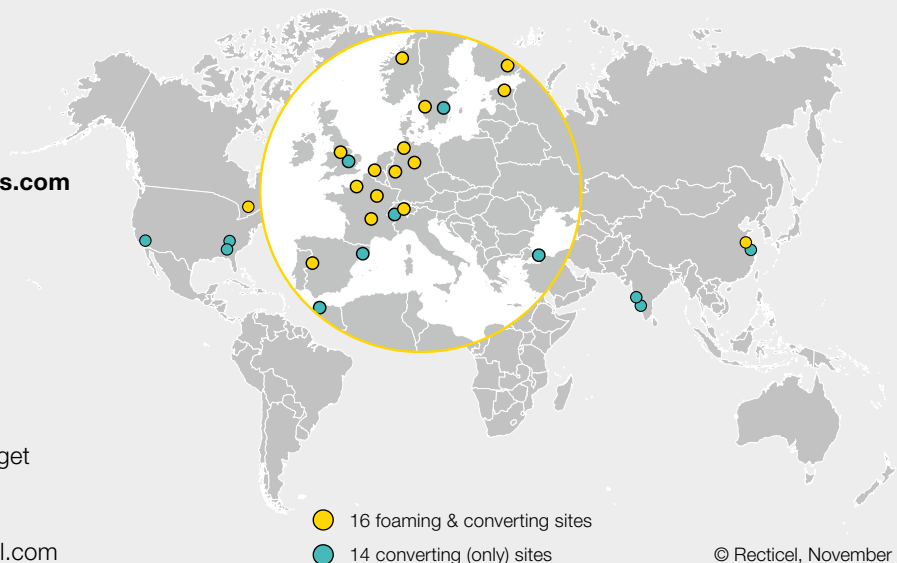 s.com
get
16 foaming & converting sites
l.com
14 converting (only) sites
© Recticel, November